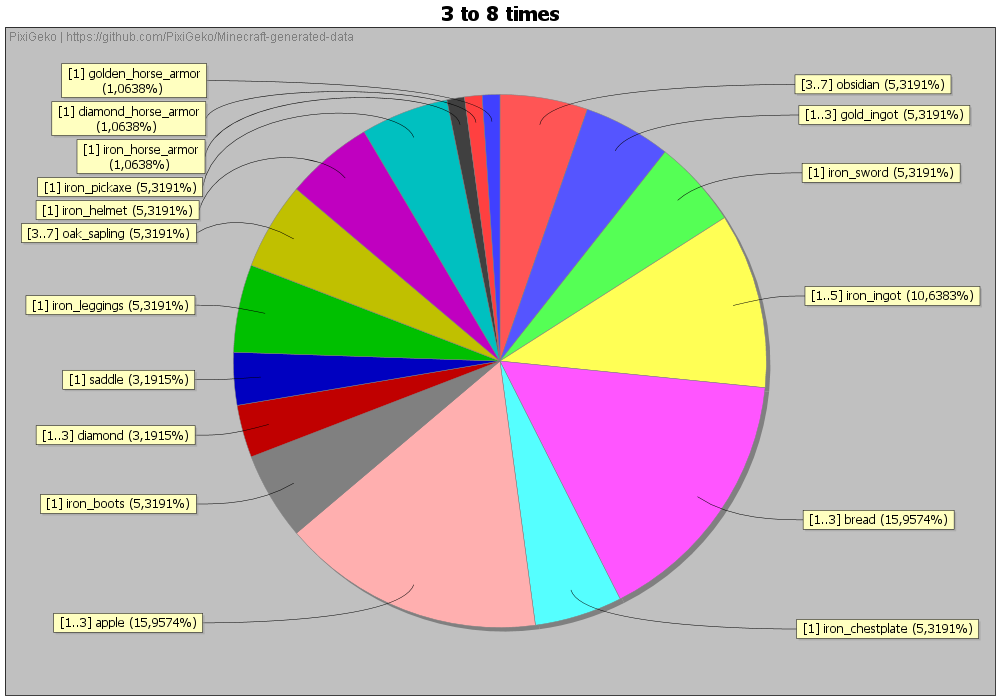 3 to 8 times
PixiGeko | https://github.com/PixiGeko/Minecraft-generated-data
[1] golden_horse_armor
(1,0638%)
[1] diamond_horse_armor
(1,0638%)
[1] iron_horse_armor
(1,0638%)
[1] iron_pickaxe (5,3191%)
[1] iron_helmet (5,3191%)
[3..7] oak_sapling (5,3191%)
[1] iron_leggings (5,3191%)
[1] saddle (3,1915%)
[1..3] diamond (3,1915%)
[1] iron_boots (5,3191%)
[1..3] apple (15,9574%)
[3..7] obsidian (5,3191%)
[1..3] gold_ingot (5,3191%)
[1] iron_sword (5,3191%)
[1..5] iron_ingot (10,6383%)
[1..3] bread (15,9574%)
[1] iron_chestplate (5,3191%)